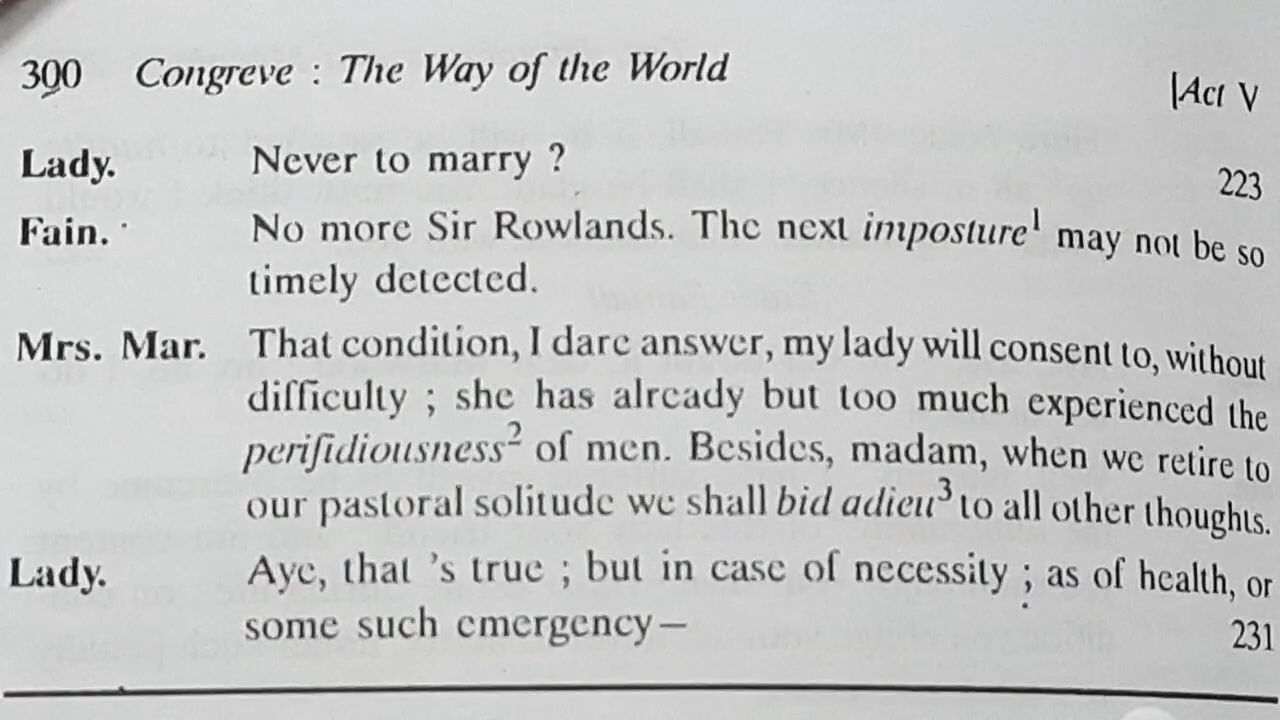 300 Congreve : The Way of the World
|Act V
Lady. Never to marry ?
223
Fain. No more Sir Rowlands. The next imposture1 may not be so
timely detected.
Mrs. Mar. That condition, I dare answer, my lady will consent to, without
difficulty ; she has already but too much experienced the
perifidiousness2 of men. Besides, madam, when we retire to
our pastoral solitude we shall bid adieu3 to all other thoughts.
Lady. Aye, that 's true ; but in case of necessity ; as of health, or
some such emergency—
231